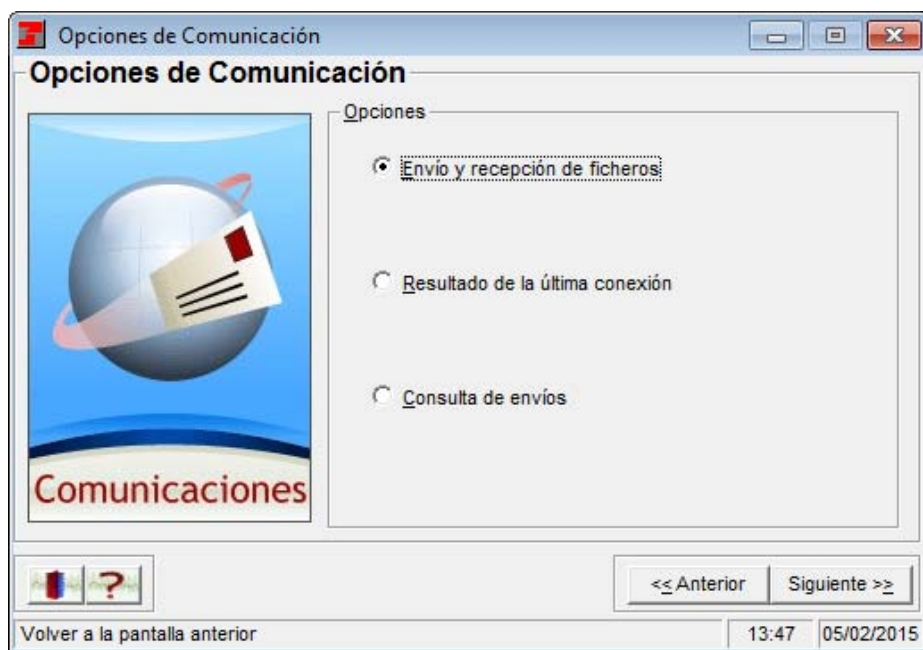 Opciones de Comunicación
Opciones de Comunicación
Opciones
Envío y recepción de ficheros
Resultado de la última conexión
Consulta de envíos
Comunicaciones
?
<< Anterior
Siguiente >>
Volver a la pantalla anterior
13:47
05/02/2015